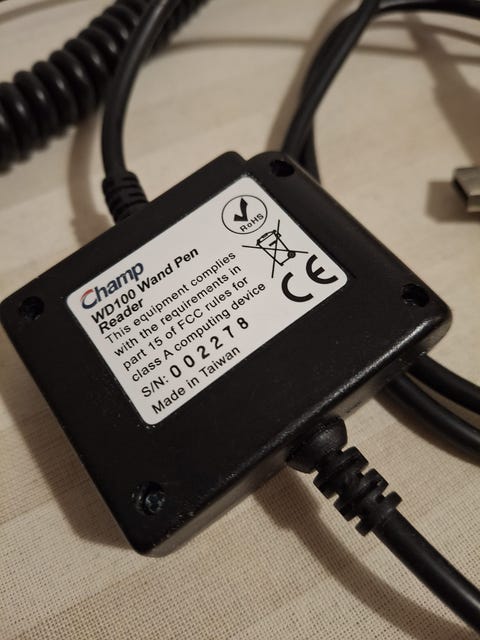 RoHS
Champ
WD100 Wand Pen
Reader
This equipment complies
with the requirements in
part 15 of FCC rules for
class A computing device
S/N: 002278
Made in Taiwan
CE